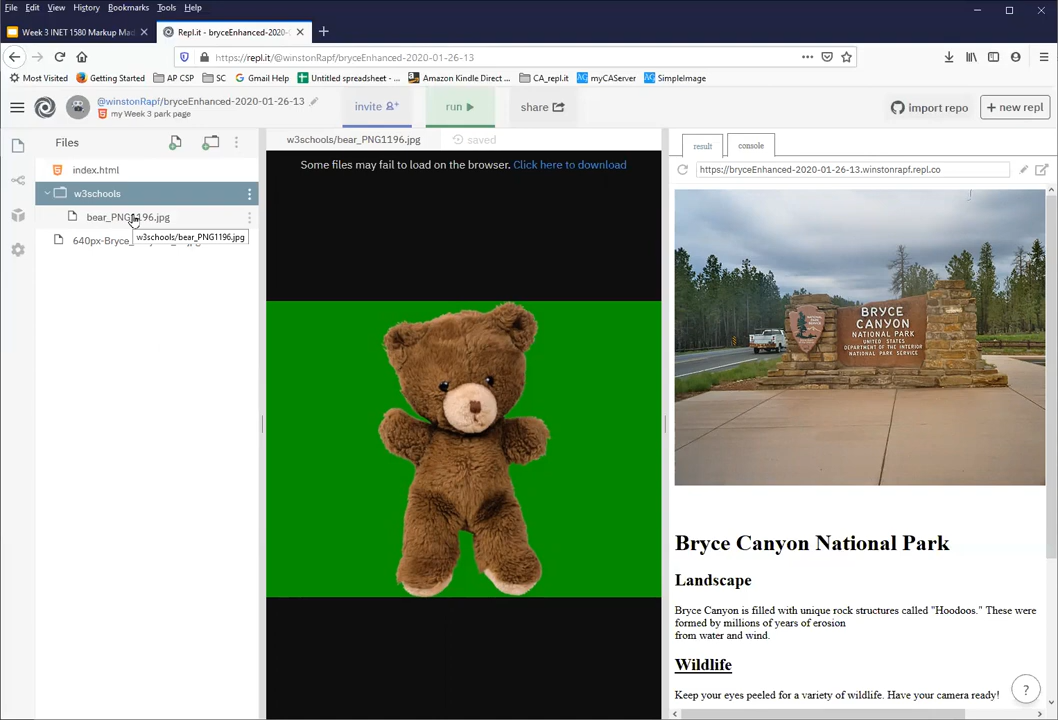 File Edit View History Bookmarks Tools Help
Week 3 INET 1580 Markup Mad
Repl.it - bryceEnhanced-2020-
https://repl.it/@winstonRapf/bryceEnhanced-2020-01-26-13
Most Visited Getting Started AP CSP SC Gmail Help Untitled spreadsheet - ... Amazon Kindle Direct ... CA_repl.it myCAServer SimpleImage
@winstonRapf/bryceEnhanced-2020-01-26-13
my Week 3 park page
invite
run
share
import repo
+ new repl
Files
w3schools/bear_PNG1196.jpg
saved
result
console
index.html
Some files may fail to load on the browser. Click here to download
https://bryceEnhanced-2020-01-26-13.winstonrapf.repl.co
w3schools
bear_PNG1196.jpg
w3schools/bear_PNG1196.jpg
640px-Bryce_
BRYCE
CANYON
NATIONAL PARK
UNITED STATES
DEPARTMENT OF THE INTERIOR
NATIONAL PARK SERVICE
Bryce Canyon National Park
Landscape
Bryce Canyon is filled with unique rock structures called "Hoodoos." These were
formed by millions of years of erosion
from water and wind.
Wildlife
Keep your eyes peeled for a variety of wildlife. Have your camera ready!
?